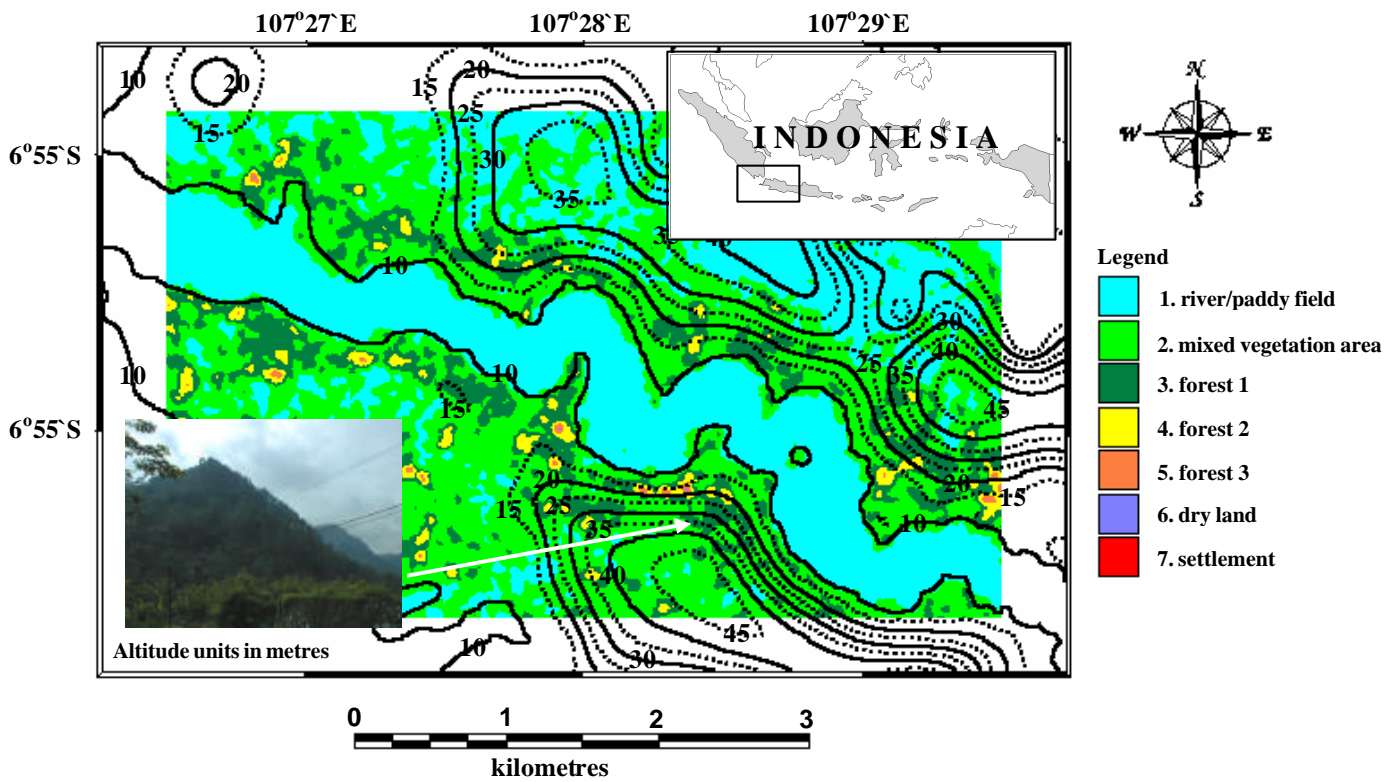 107°27`E 107°28`E 107°29`E
10 20 15 15 20 25 30 35
INDONESIA
N
W E
S
6°55`S
10 10
30 40 25 35 45
10 10 15
6°55`S
20 25 15 35 40 45 30 10
20 15 10
Legend
1. river/paddy field
2. mixed vegetation area
3. forest 1
4. forest 2
5. forest 3
6. dry land
7. settlement
Altitude units in metres
0 1 2 3
kilometres